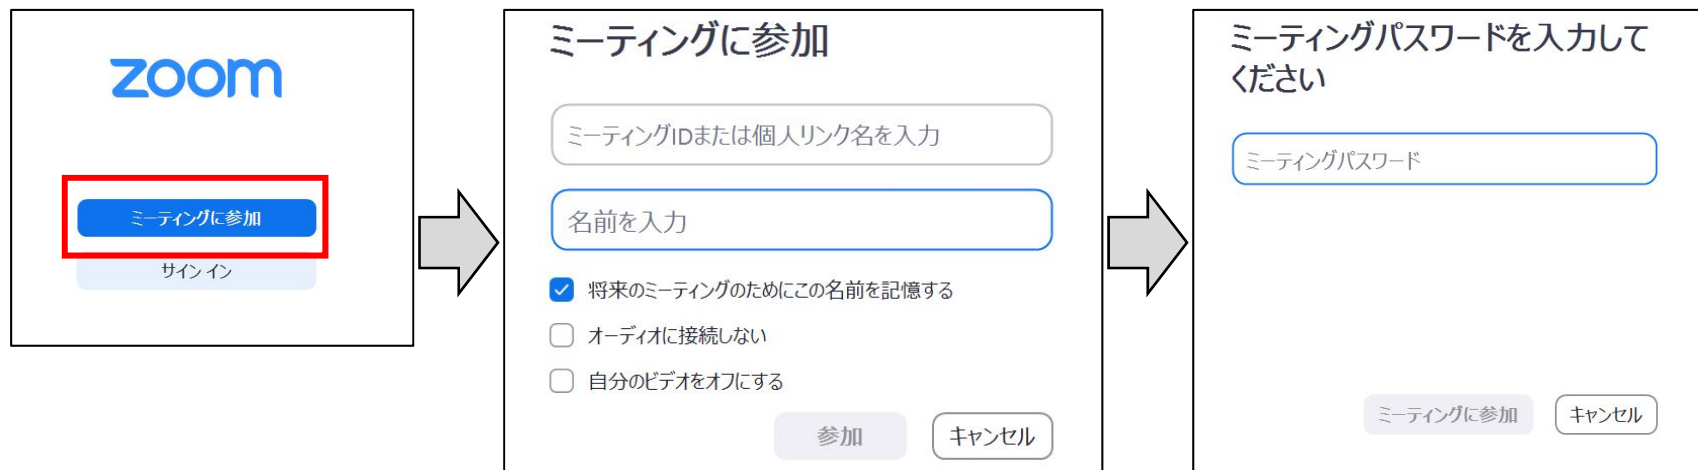 zoom
ミーティングに参加
サイン イン
ミーティングに参加
ミーティングIDまたは個人リンク名を入力
名前を入力
将来のミーティングのためにこの名前を記憶する
オーディオに接続しない
自分のビデオをオフにする
参加
キャンセル
ミーティングパスワードを入力して
ください
ミーティングパスワード
ミーティングに参加
キャンセル